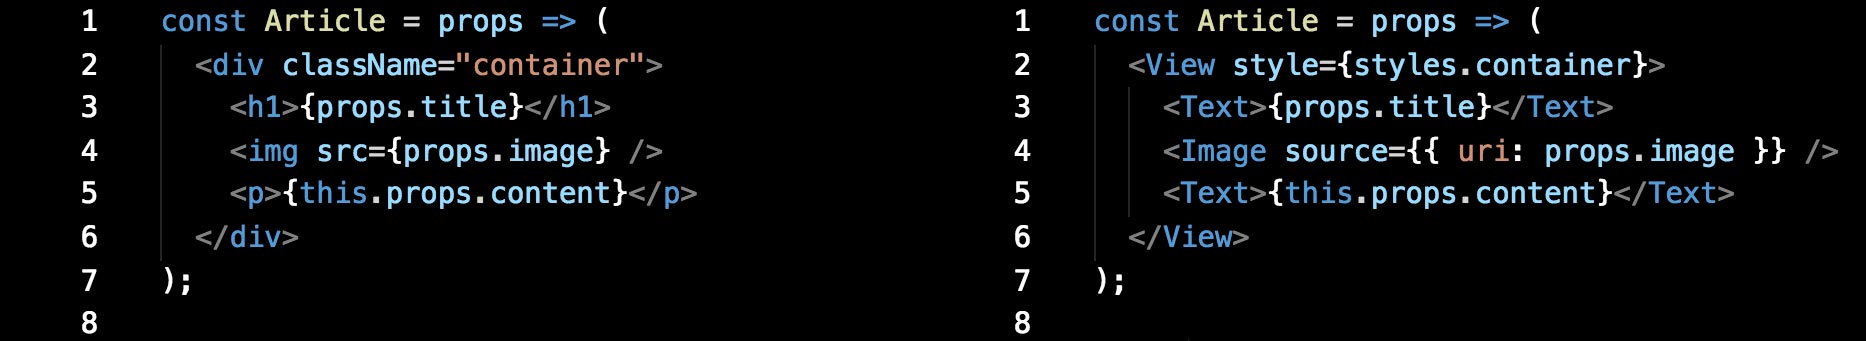 1 const Article = props => (
2 <div className="container">
3 <h1>{props.title}</h1>
4 <img src={props.image} />
5 <p>{this.props.content}</p>
6 </div>
7 );
8
1 const Article = props => (
2 <View style={styles.container}>
3 <Text>{props.title}</Text>
4 <Image source={{ uri: props.image }} />
5 <Text>{this.props.content}</Text>
6 </View>
7 );
8